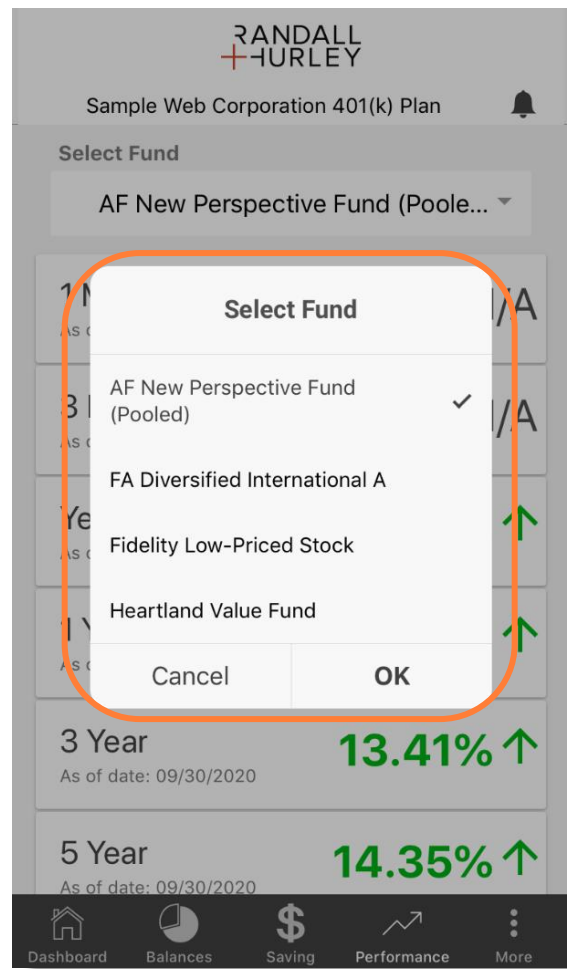 RANDALL
HURLEY
Sample Web Corporation 401(k) Plan
Select Fund
AF New Perspective Fund (Poole...
Select Fund
AF New Perspective Fund
(Pooled)
FA Diversified International A
Fidelity Low-Priced Stock
Heartland Value Fund
Cancel OK
3 Year 13.41%
As of date: 09/30/2020
5 Year 14.35%
As of date: 09/30/2020
Dashboard Balances Saving Performance More